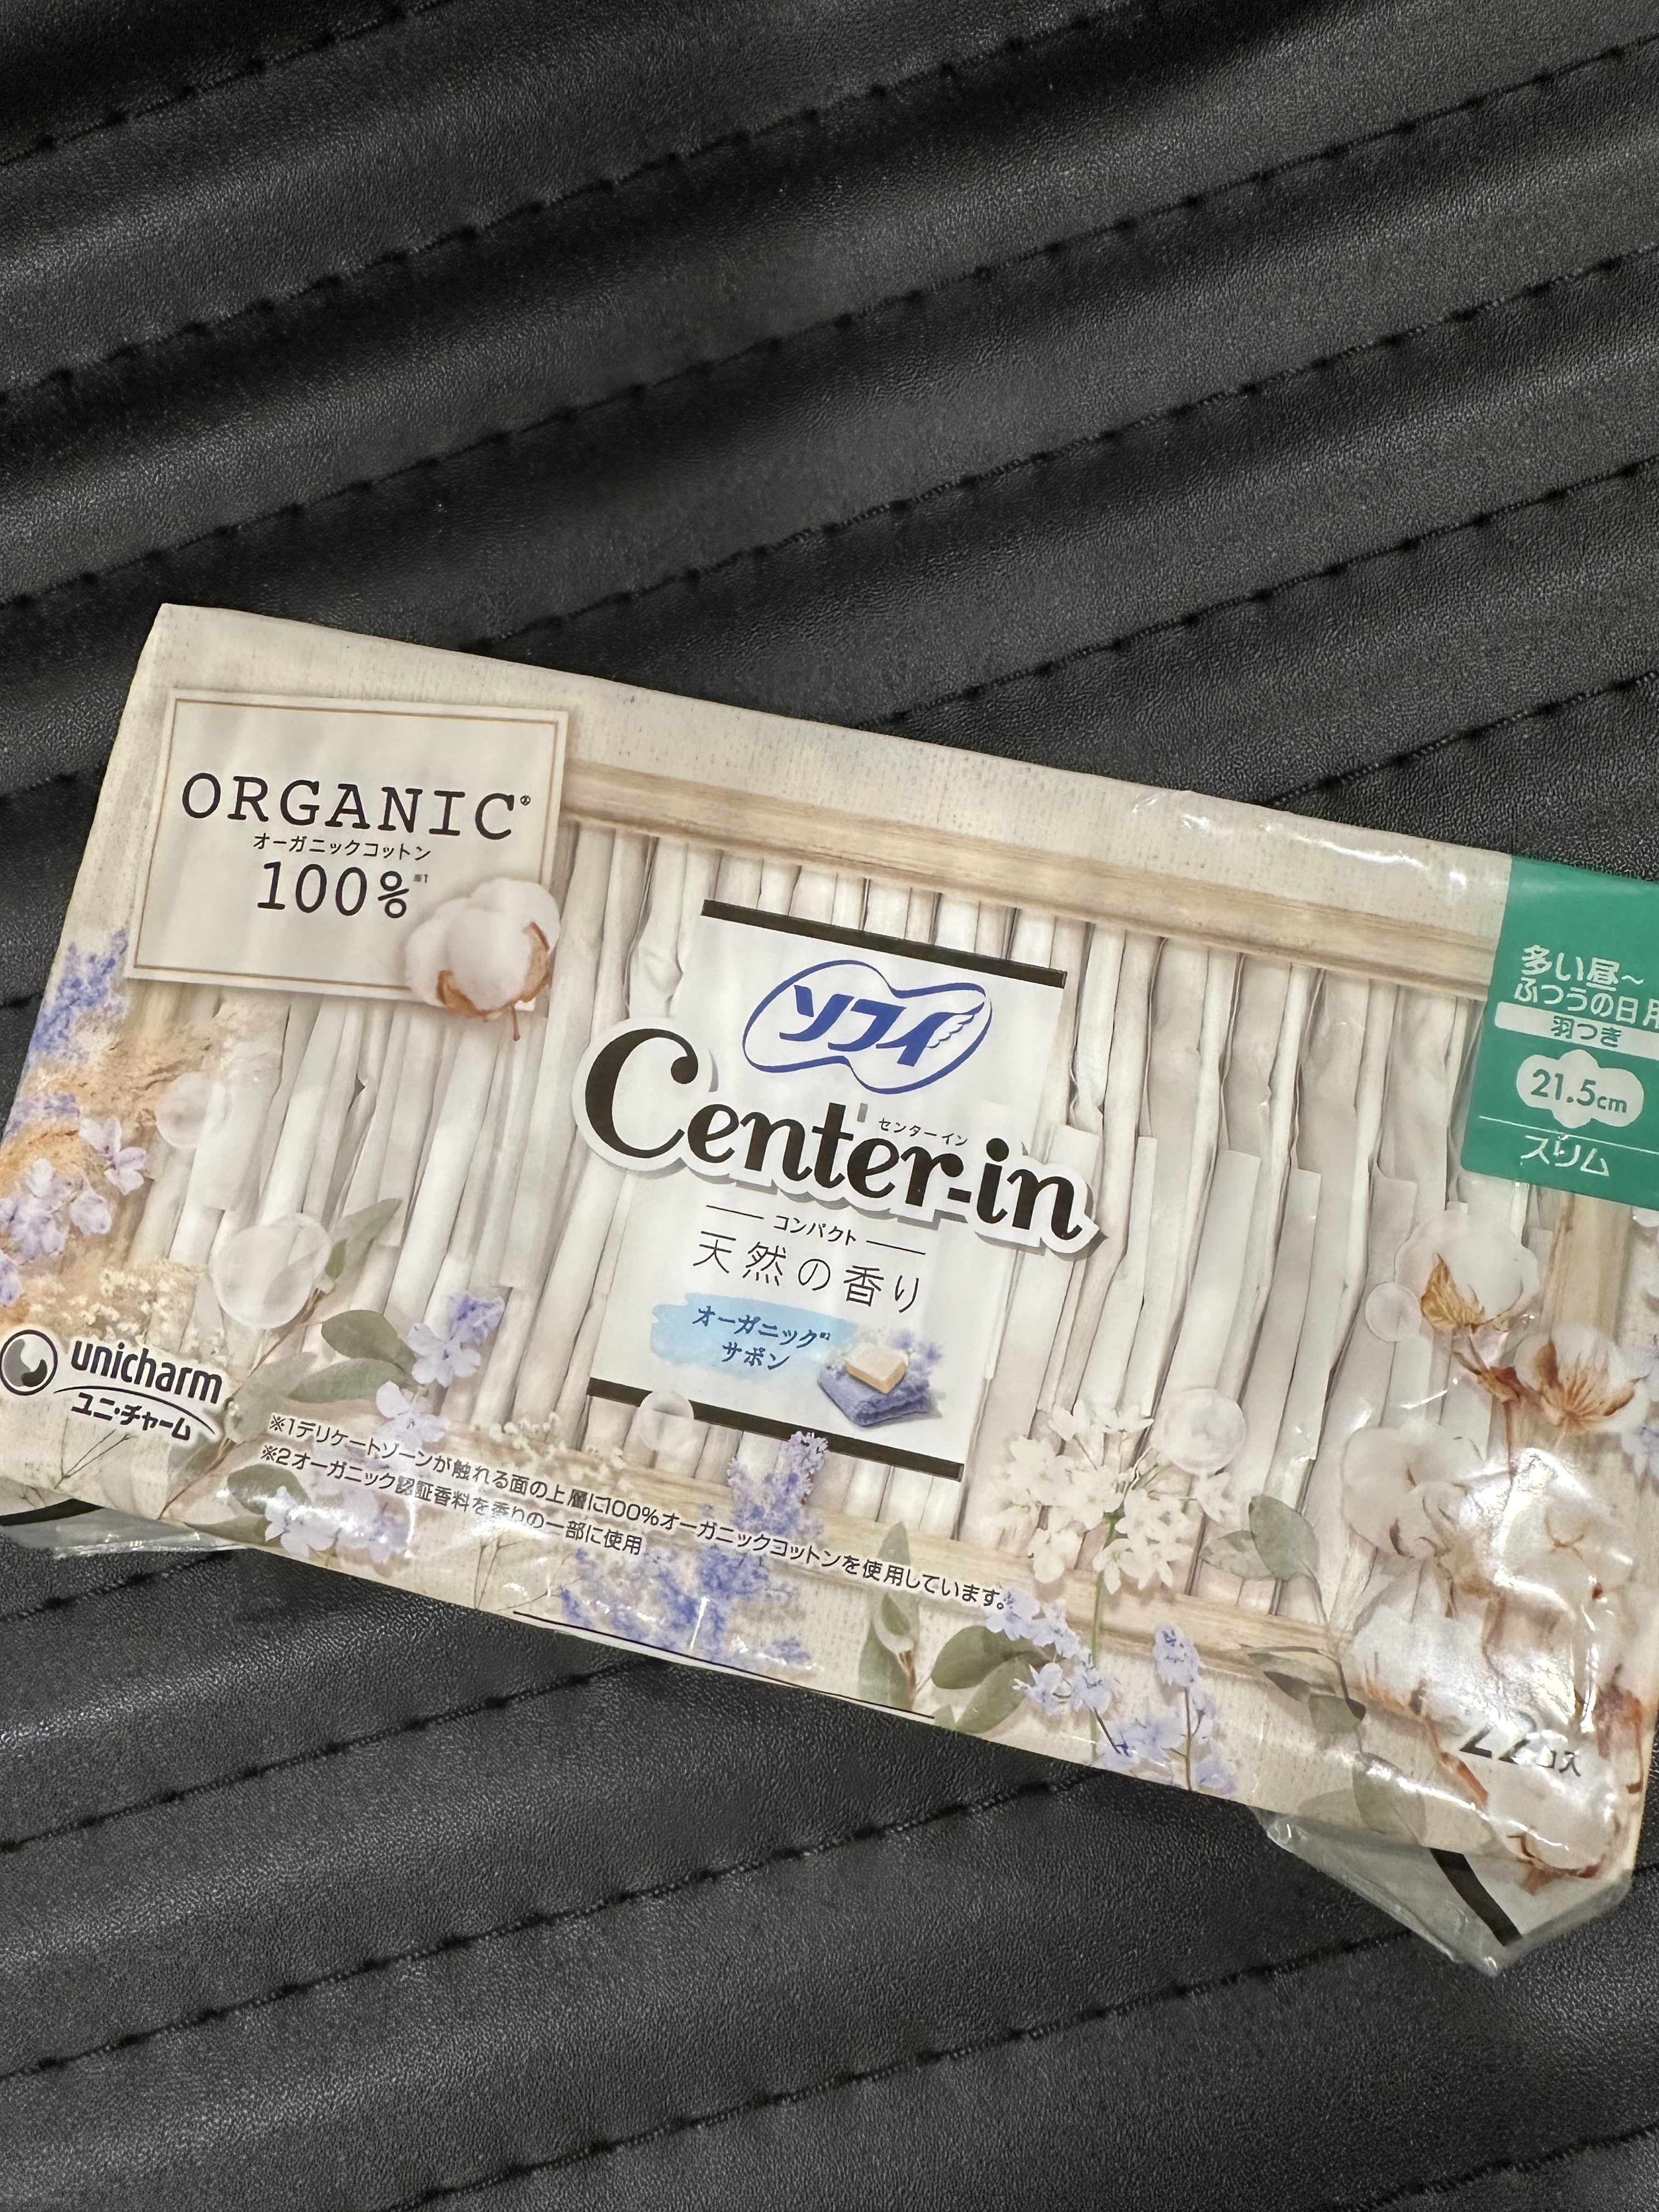 ORGANIC®
オーガニックコットン
100%※1
ソフィ
センターイン
Center-in
コンパクト
天然の香り
オーガニック※2
サボン
多い昼～
ふつうの日用
羽つき
21.5cm
スリム
unicharm
ユニ・チャーム
※1デリケートゾーンが触れる面の上層に100%オーガニックコットンを使用しています。
※2オーガニック認証香料を香りの一部に使用
22コ入